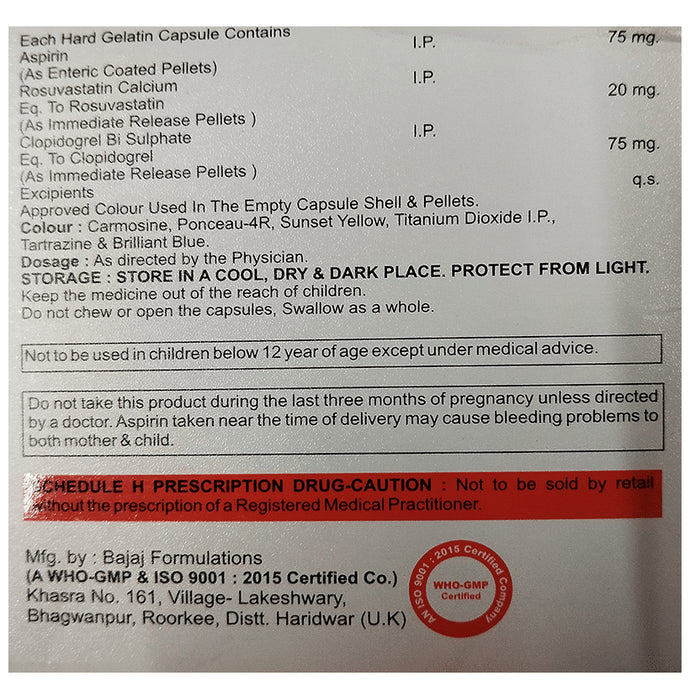 Each Hard Gelatin Capsule Contains
Aspirin I.P. 75 mg.
(As Enteric Coated Pellets)
Rosuvastatin Calcium I.P.
Eq. To Rosuvastatin 20 mg.
(As Immediate Release Pellets )
Clopidogrel Bi Sulphate I.P.
Eq. To Clopidogrel 75 mg.
(As Immediate Release Pellets )
Excipients q.s.
Approved Colour Used In The Empty Capsule Shell & Pellets.
Colour : Carmosine, Ponceau-4R, Sunset Yellow, Titanium Dioxide I.P.,
Tartrazine & Brilliant Blue.
Dosage : As directed by the Physician.
STORAGE : STORE IN A COOL, DRY & DARK PLACE. PROTECT FROM LIGHT.
Keep the medicine out of the reach of children.
Do not chew or open the capsules, Swallow as a whole.
Not to be used in children below 12 year of age except under medical advice.
Do not take this product during the last three months of pregnancy unless directed
by a doctor. Aspirin taken near the time of delivery may cause bleeding problems to
both mother & child.
SCHEDULE H PRESCRIPTION DRUG-CAUTION : Not to be sold by retail
without the prescription of a Registered Medical Practitioner.
Mfg. by : Bajaj Formulations
(A WHO-GMP & ISO 9001 : 2015 Certified Co.)
Khasra No. 161, Village- Lakeshwary,
Bhagwanpur, Roorkee, Distt. Haridwar (U.K)
AN ISO 9001 : 2015 Certified Company
WHO-GMP
Certified